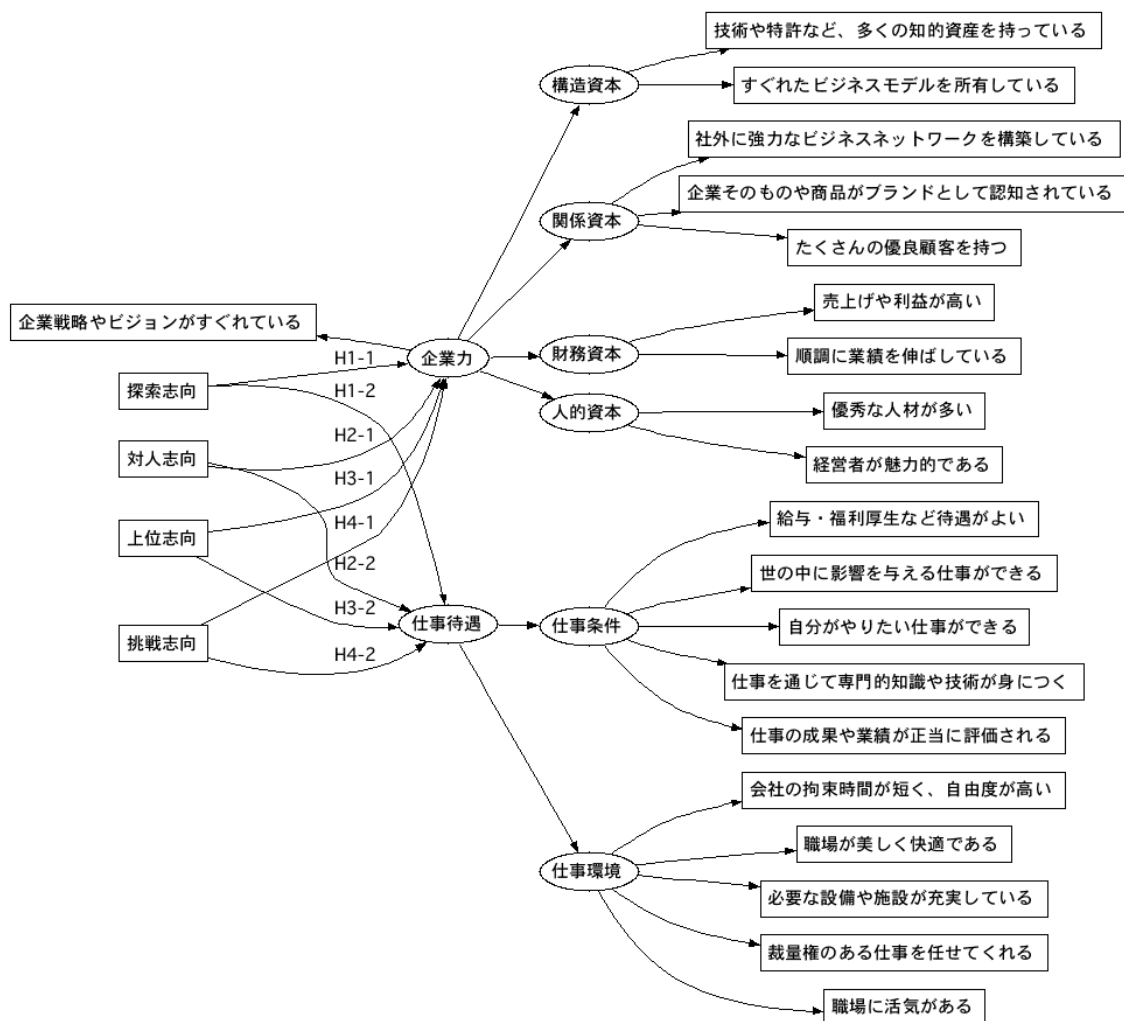 技術や特許など、多くの知的資産を持っている
構造資本
すぐれたビジネスモデルを所有している
社外に強力なビジネスネットワークを構築している
企業そのものや商品がブランドとして認知されている
関係資本
たくさんの優良顧客を持つ
売上げや利益が高い
企業戦略やビジョンがすぐれている
企業力
財務資本
順調に業績を伸ばしている
H1-1
探索志向
H1-2
人的資本
優秀な人材が多い
対人志向
H2-1
経営者が魅力的である
H3-1
上位志向
H4-1
給与・福利厚生など待遇がよい
H2-2
世の中に影響を与える仕事ができる
H3-2
仕事待遇
仕事条件
自分がやりたい仕事ができる
挑戦志向
H4-2
仕事を通じて専門的知識や技術が身につく
仕事の成果や業績が正当に評価される
会社の拘束時間が短く、自由度が高い
職場が美しく快適である
仕事環境
必要な設備や施設が充実している
裁量権のある仕事を任せてくれる
職場に活気がある